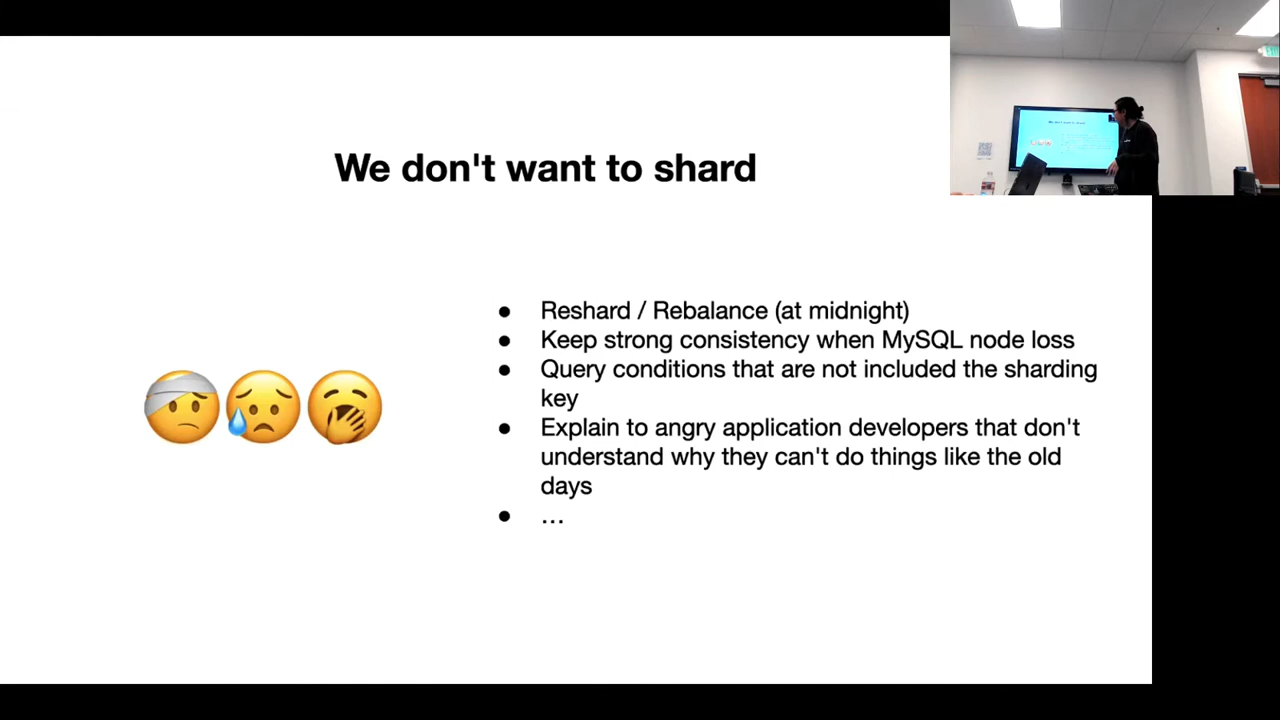 We don't want to shard
● Reshard / Rebalance (at midnight)
● Keep strong consistency when MySQL node loss
● Query conditions that are not included the sharding
key
● Explain to angry application developers that don't
understand why they can't do things like the old
days
● ...